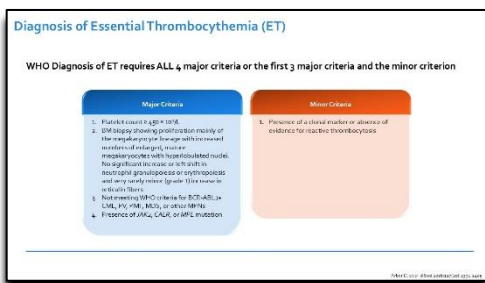 Diagnosis of Essential Thrombocythemia (ET)
WHO Diagnosis of ET requires ALL 4 major criteria or the first 3 major criteria and the minor criterion
Major Criteria
1. Platelet count ≥ 450 × 10⁹/L
2. BM biopsy showing proliferation mainly of
the megakaryocyte lineage with increased
numbers of enlarged, mature
megakaryocytes with hyperlobulated nuclei.
No significant increase or left shift in
neutrophil granulopoiesis or erythropoiesis
and very rarely minor (grade 1) increase in
reticulin fibers
3. Not meeting WHO criteria for BCR-ABL1+
CML, PV, PMF, MDS, or other MPNs
4. Presence of JAK2, CALR, or MPL mutation
Minor Criteria
1. Presence of a clonal marker or absence of
evidence for reactive thrombocytosis